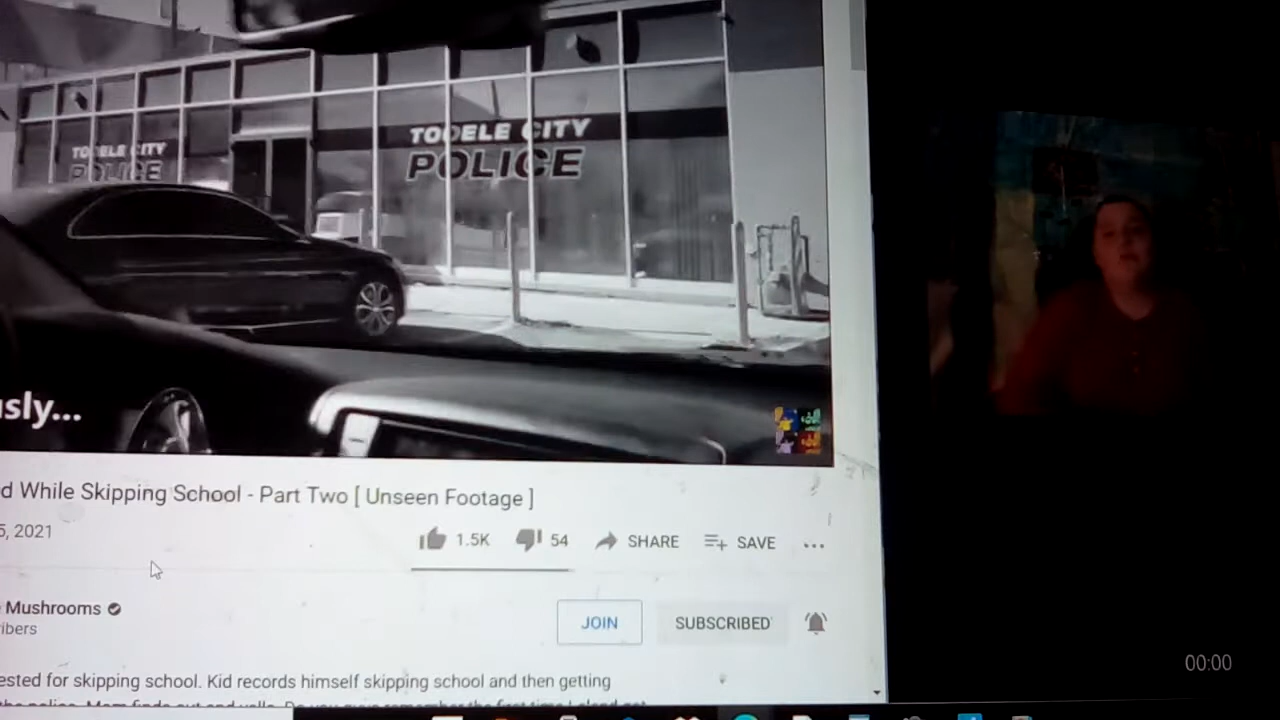 TOOELE CITY
POLICE
TOOELE CITY
POLICE
sly...
d While Skipping School - Part Two [ Unseen Footage ]
5, 2021
1.5K
54
SHARE
SAVE
Mushrooms
ibers
JOIN
SUBSCRIBED
00:00
ested for skipping school. Kid records himself skipping school and then getting